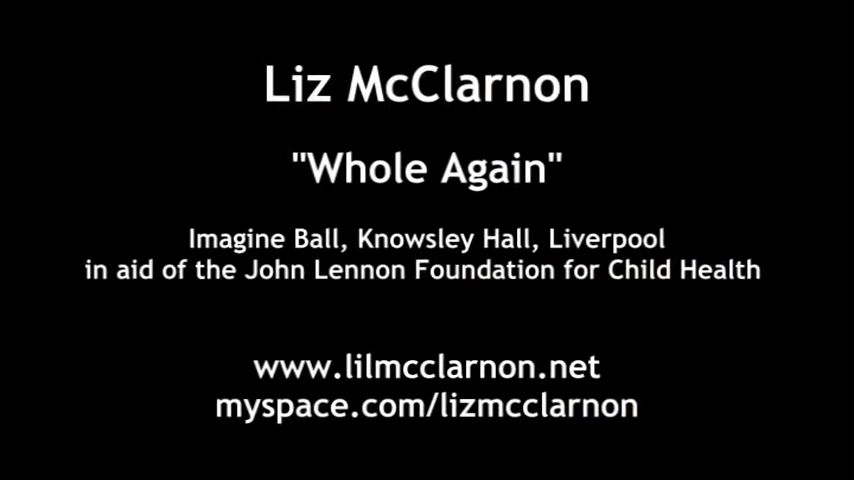 Liz McClarnon
"Whole Again"
Imagine Ball, Knowsley Hall, Liverpool
in aid of the John Lennon Foundation for Child Health
www.lilmcclarnon.net
myspace.com/lizmcclarnon